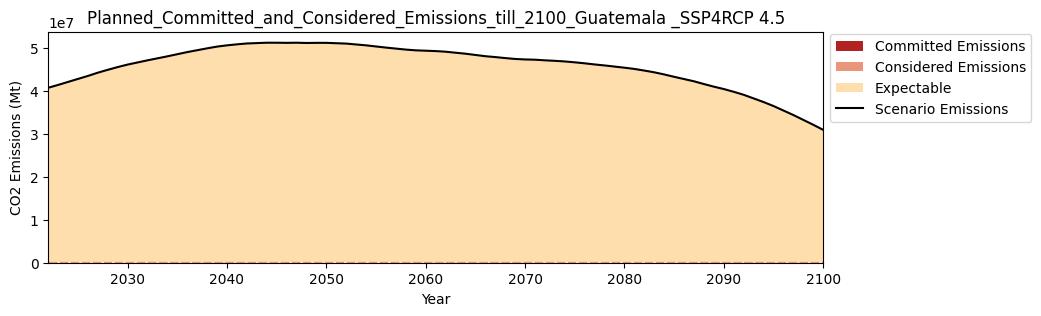 Planned_Committed_and_Considered_Emissions_till_2100_Guatemala _SSP4RCP 4.5
1e7
5
4
3
2
1
0
CO2 Emissions (Mt)
2030 2040 2050 2060 2070 2080 2090 2100
Year
Committed Emissions
Considered Emissions
Expectable
Scenario Emissions